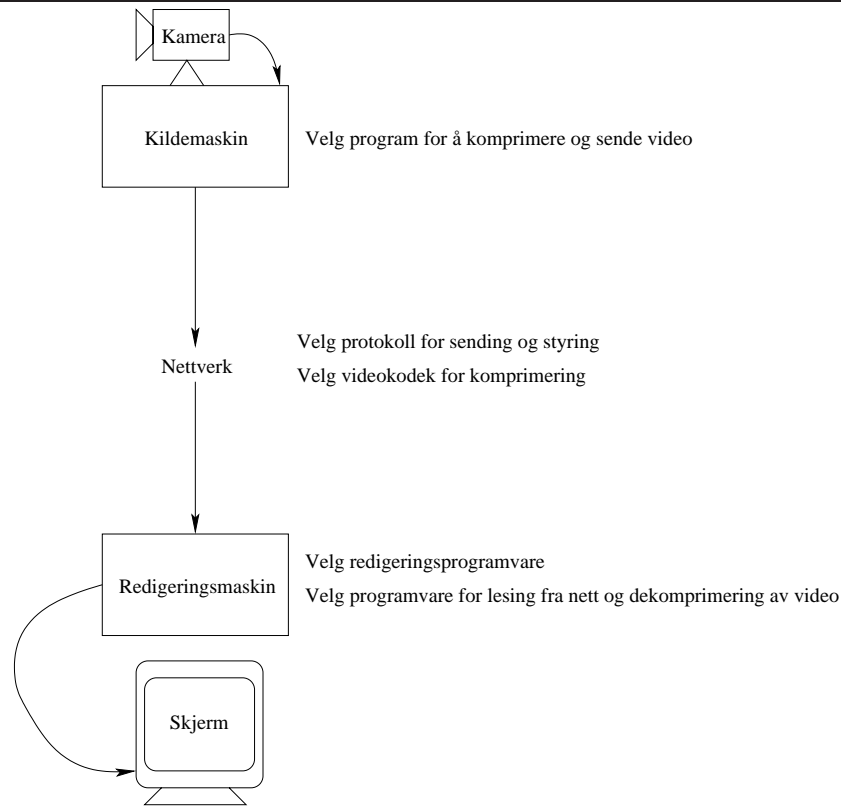 Kamera
Kildemaskin
Velg program for å komprimere og sende video
Velg protokoll for sending og styring
Nettverk
Velg videokodek for komprimering
Velg redigeringsprogramvare
Redigeringsmaskin
Velg programvare for lesing fra nett og dekomprimering av video
Skjerm